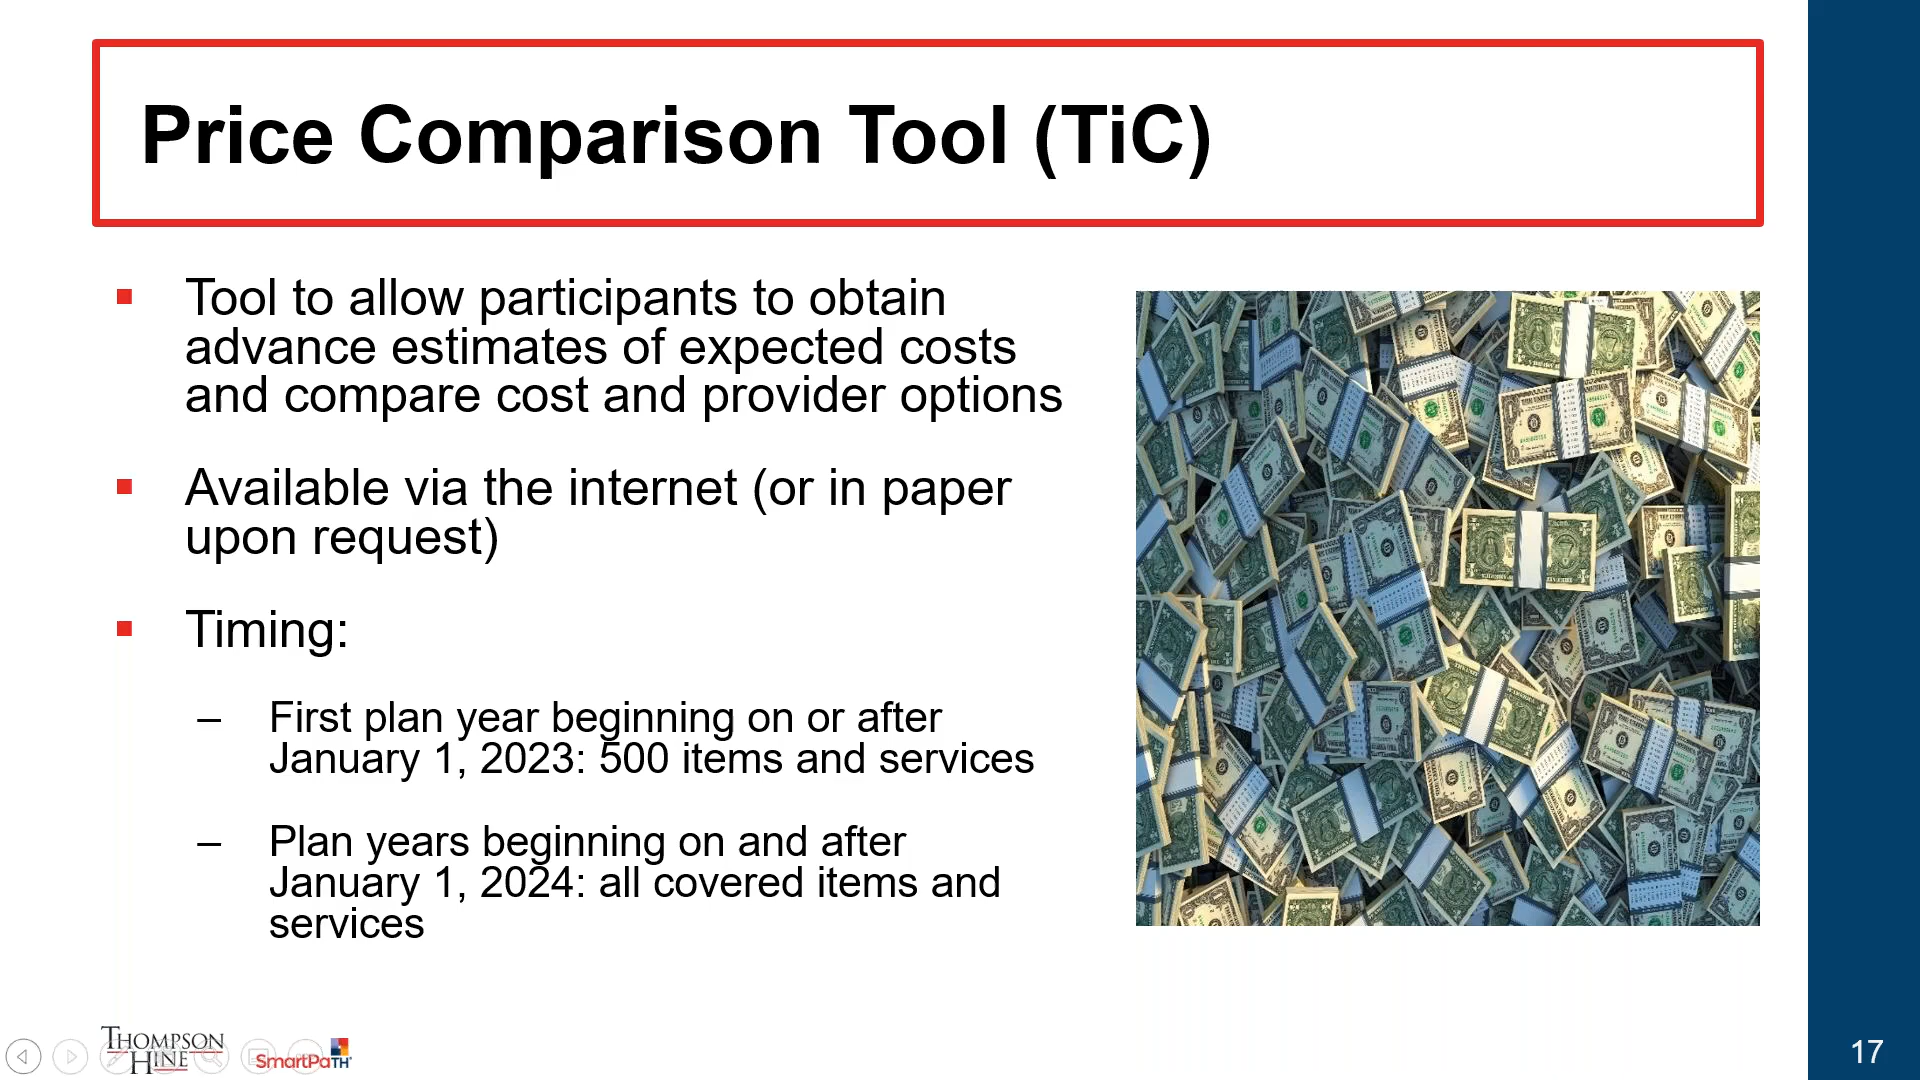 Price Comparison Tool (TiC)
▪ Tool to allow participants to obtain
advance estimates of expected costs
and compare cost and provider options
▪ Available via the internet (or in paper
upon request)
▪ Timing:
– First plan year beginning on or after
January 1, 2023: 500 items and services
– Plan years beginning on and after
January 1, 2024: all covered items and
services
THOMPSON
HINE
SmartPaTH
17